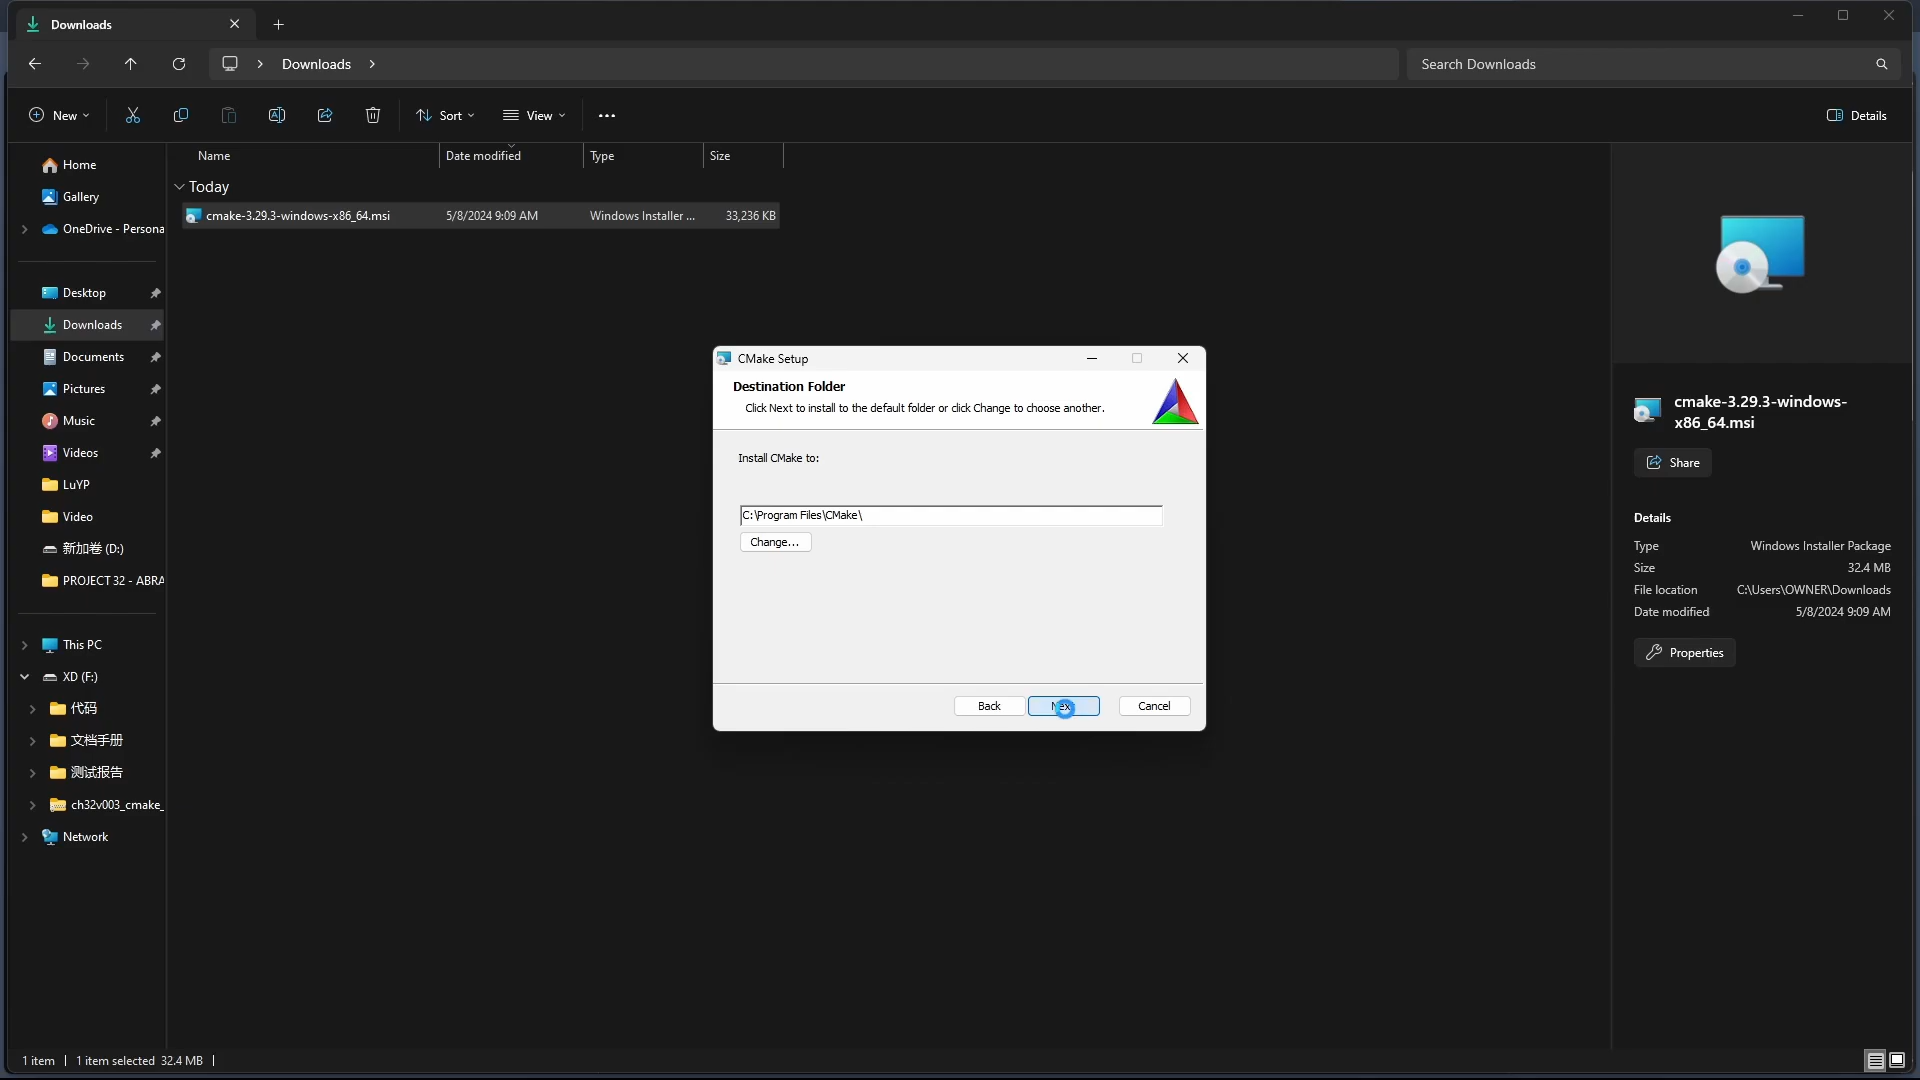 Downloads
Downloads
Search Downloads
New
Sort
View
Details
Home
Gallery
OneDrive - Persona
Desktop
Downloads
Documents
Pictures
Music
Videos
LuYP
Video
新加卷 (D:)
PROJECT 32 - ABRA
This PC
XD (F:)
代码
文档手册
测试报告
ch32v003_cmake_
Network
Name
Date modified
Type
Size
Today
cmake-3.29.3-windows-x86_64.msi
5/8/2024 9:09 AM
Windows Installer ...
33,236 KB
CMake Setup
Destination Folder
Click Next to install to the default folder or click Change to choose another.
Install CMake to:
C:\Program Files\CMake\
Change...
Back
Next
Cancel
cmake-3.29.3-windows-
x86_64.msi
Share
Details
Type Windows Installer Package
Size 32.4 MB
File location C:\Users\OWNER\Downloads
Date modified 5/8/2024 9:09 AM
Properties
1 item
1 item selected 32.4 MB